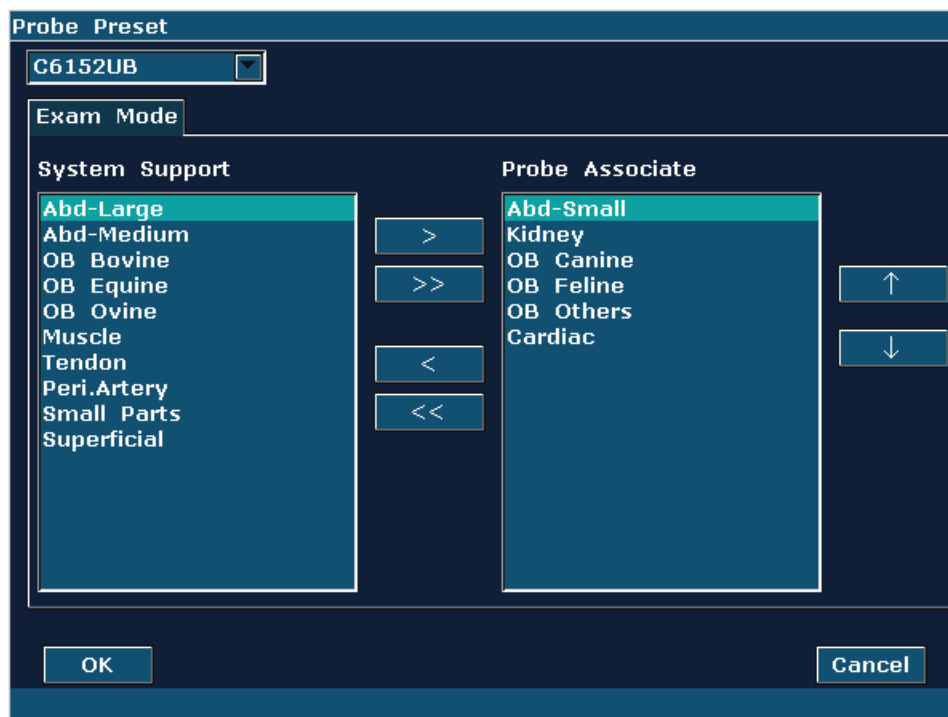 Probe Preset
C6152UB
Exam Mode
System Support
Abd-Large
Abd-Medium
OB Bovine
OB Equine
OB Ovine
Muscle
Tendon
Peri.Artery
Small Parts
Superficial
>
>>
<
<<
Probe Associate
Abd-Small
Kidney
OB Canine
OB Feline
OB Others
Cardiac
↑
↓
OK
Cancel